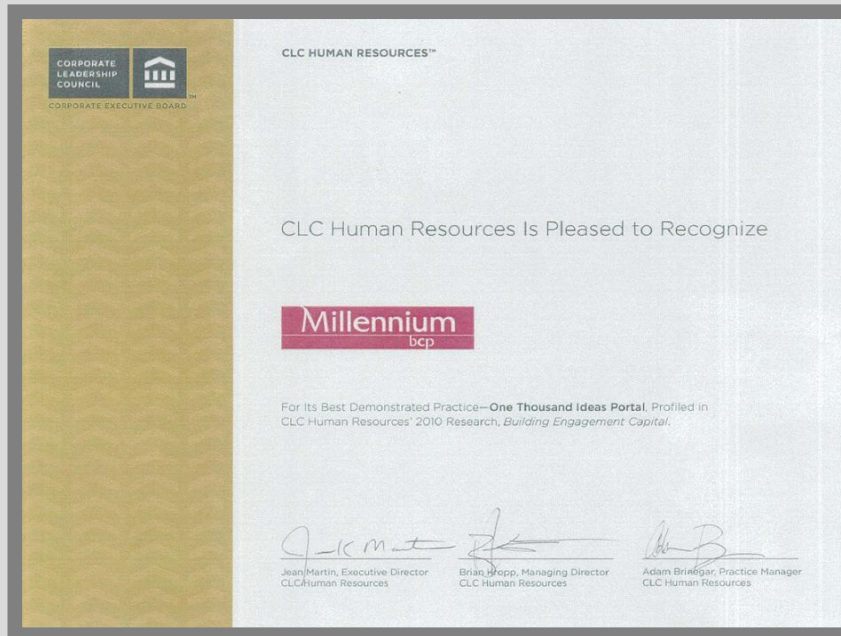 CORPORATE
LEADERSHIP
COUNCIL
TM
CORPORATE EXECUTIVE BOARD
CLC HUMAN RESOURCES™
CLC Human Resources Is Pleased to Recognize
Millennium
bcp
For Its Best Demonstrated Practice—One Thousand Ideas Portal, Profiled in
CLC Human Resources' 2010 Research, Building Engagement Capital.
Jean Martin, Executive Director
CLC Human Resources
Brian Kropp, Managing Director
CLC Human Resources
Adam Brinegar, Practice Manager
CLC Human Resources